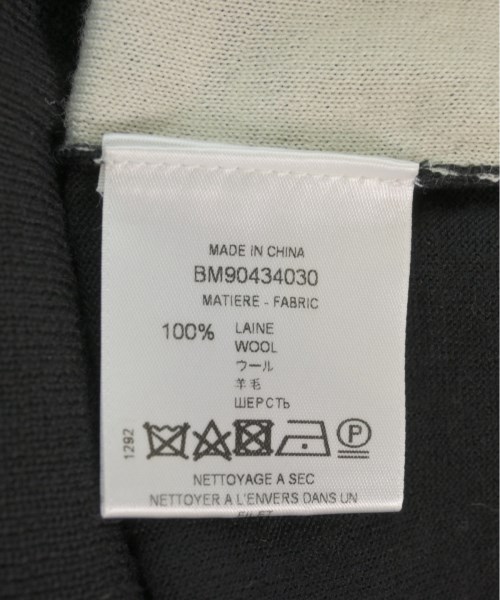 MADE IN CHINA
BM90434030
MATIERE - FABRIC
100% LAINE
WOOL
ウール
羊毛
ШЕРСТЬ
1292
P
NETTOYAGE A SEC
NETTOYER A L'ENVERS DANS UN
FILET